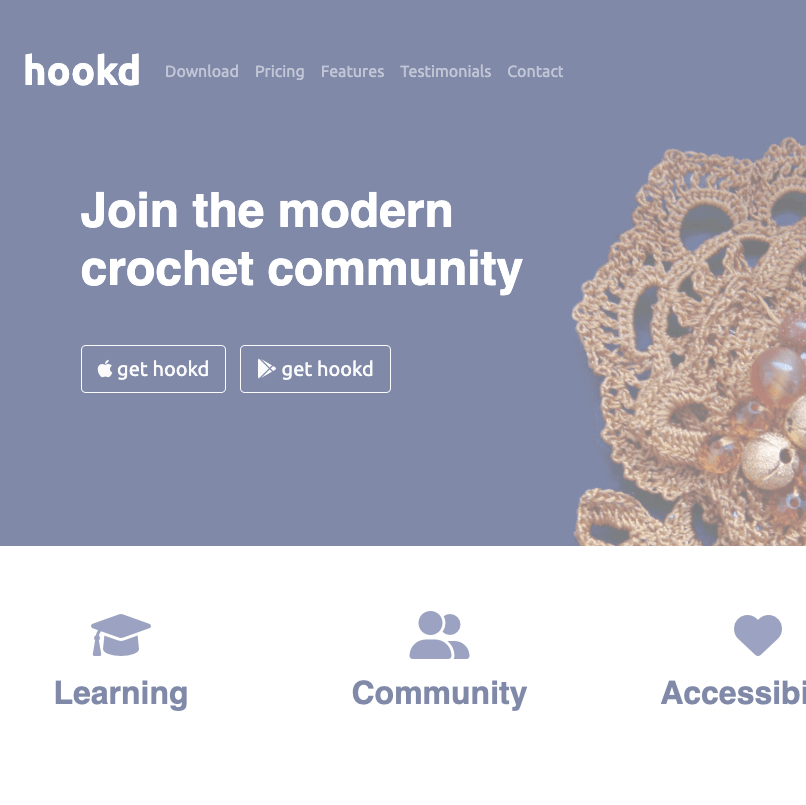 hookd Download Pricing Features Testimonials Contact
Join the modern
crochet community
get hookd get hookd
Learning Community Accessibi